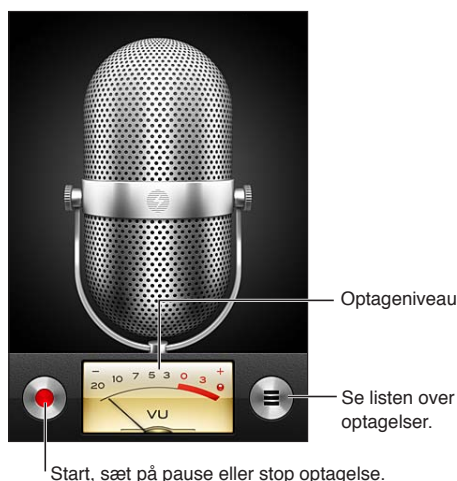 Optageniveau
− 20 10 7 5 3 0 3 +
VU
Se listen over
optagelser.
Start, sæt på pause eller stop optagelse.